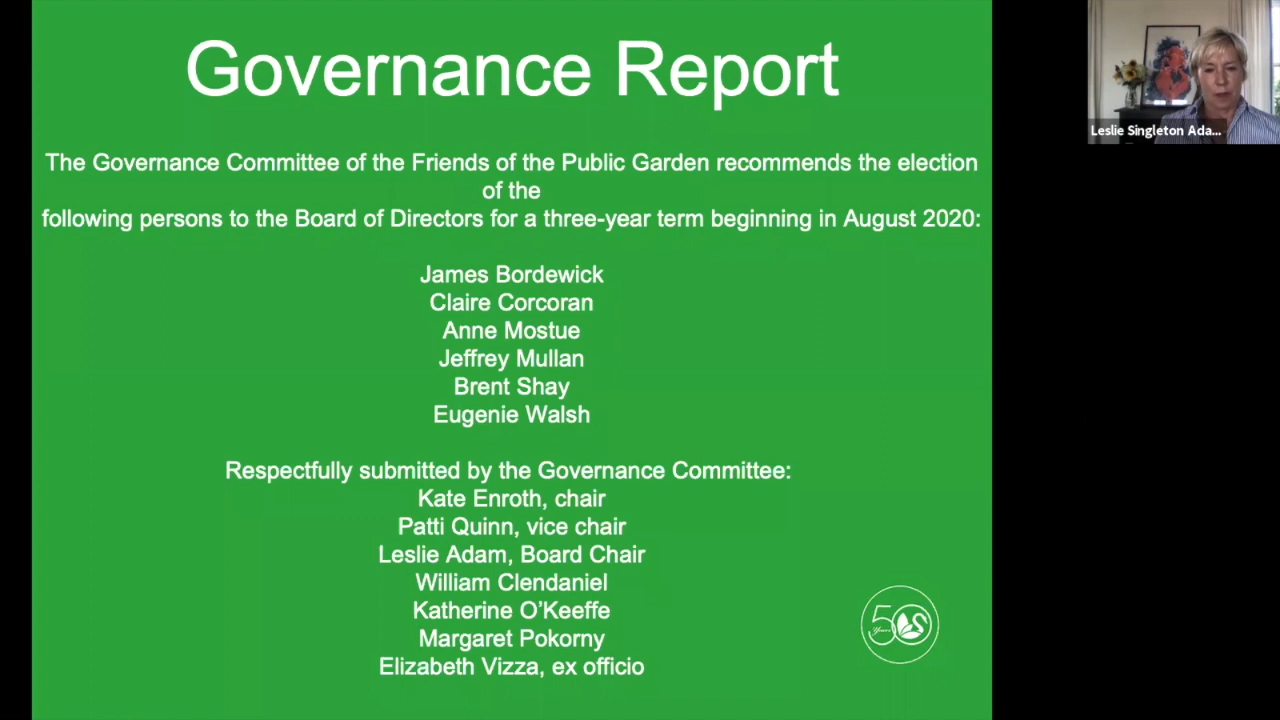 Governance Report
The Governance Committee of the Friends of the Public Garden recommends the election
of the
following persons to the Board of Directors for a three-year term beginning in August 2020:
James Bordewick
Claire Corcoran
Anne Mostue
Jeffrey Mullan
Brent Shay
Eugenie Walsh
Respectfully submitted by the Governance Committee:
Kate Enroth, chair
Patti Quinn, vice chair
Leslie Adam, Board Chair
William Clendaniel
Katherine O’Keeffe
Margaret Pokorny
Elizabeth Vizza, ex officio
50
Years
Leslie Singleton Ada...